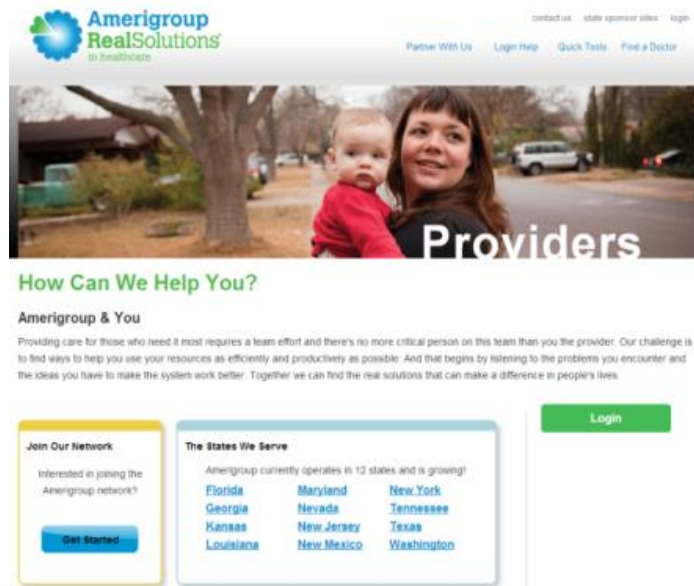 Amerigroup
RealSolutions
in healthcare
contact us state sponsor sites login
Partner With Us Login Help Quick Tools Find a Doctor
Providers
How Can We Help You?
Amerigroup & You
Providing care for those who need it most requires a team effort and there's no more critical person on this team than you the provider. Our challenge is
to find ways to help you use your resources as efficiently and productively as possible. And that begins by listening to the problems you encounter and
the ideas you have to make the system work better. Together we can find the real solutions that can make a difference in people's lives.
Login
Join Our Network
Interested in joining the
Amerigroup network?
Get Started
The States We Serve
Amerigroup currently operates in 12 states and is growing!
Florida Maryland New York
Georgia Nevada Tennessee
Kansas New Jersey Texas
Louisiana New Mexico Washington